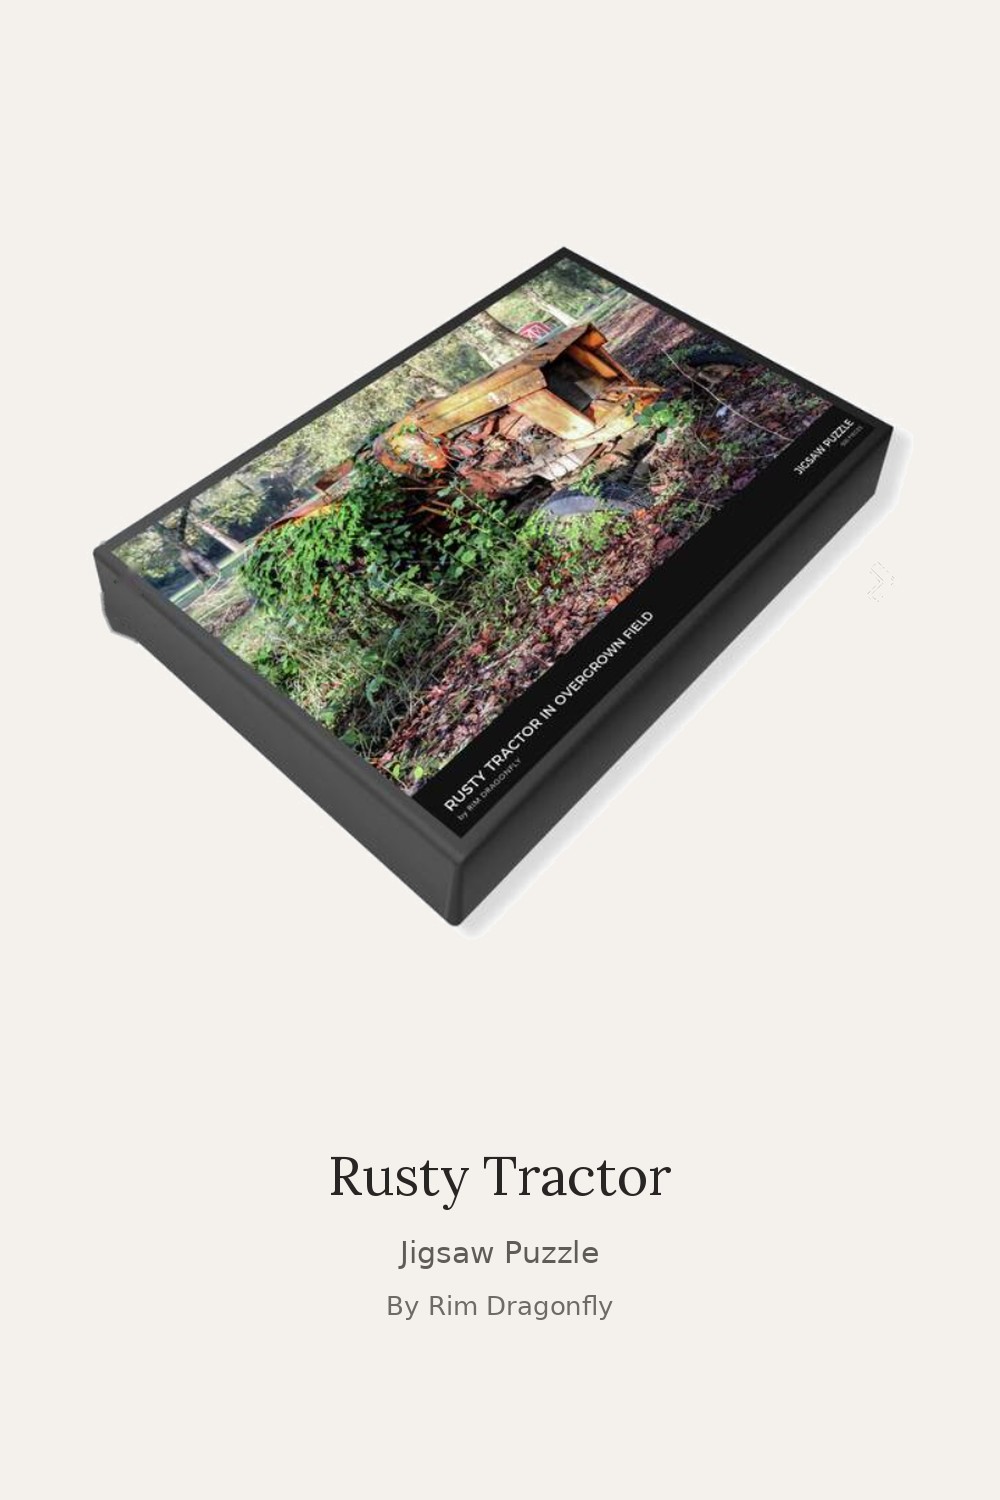 JIGSAW PUZZLE
RUSTY TRACTOR IN OVERGROWN FIELD
by RIM DRAGONFLY
Rusty Tractor
Jigsaw Puzzle
By Rim Dragonfly